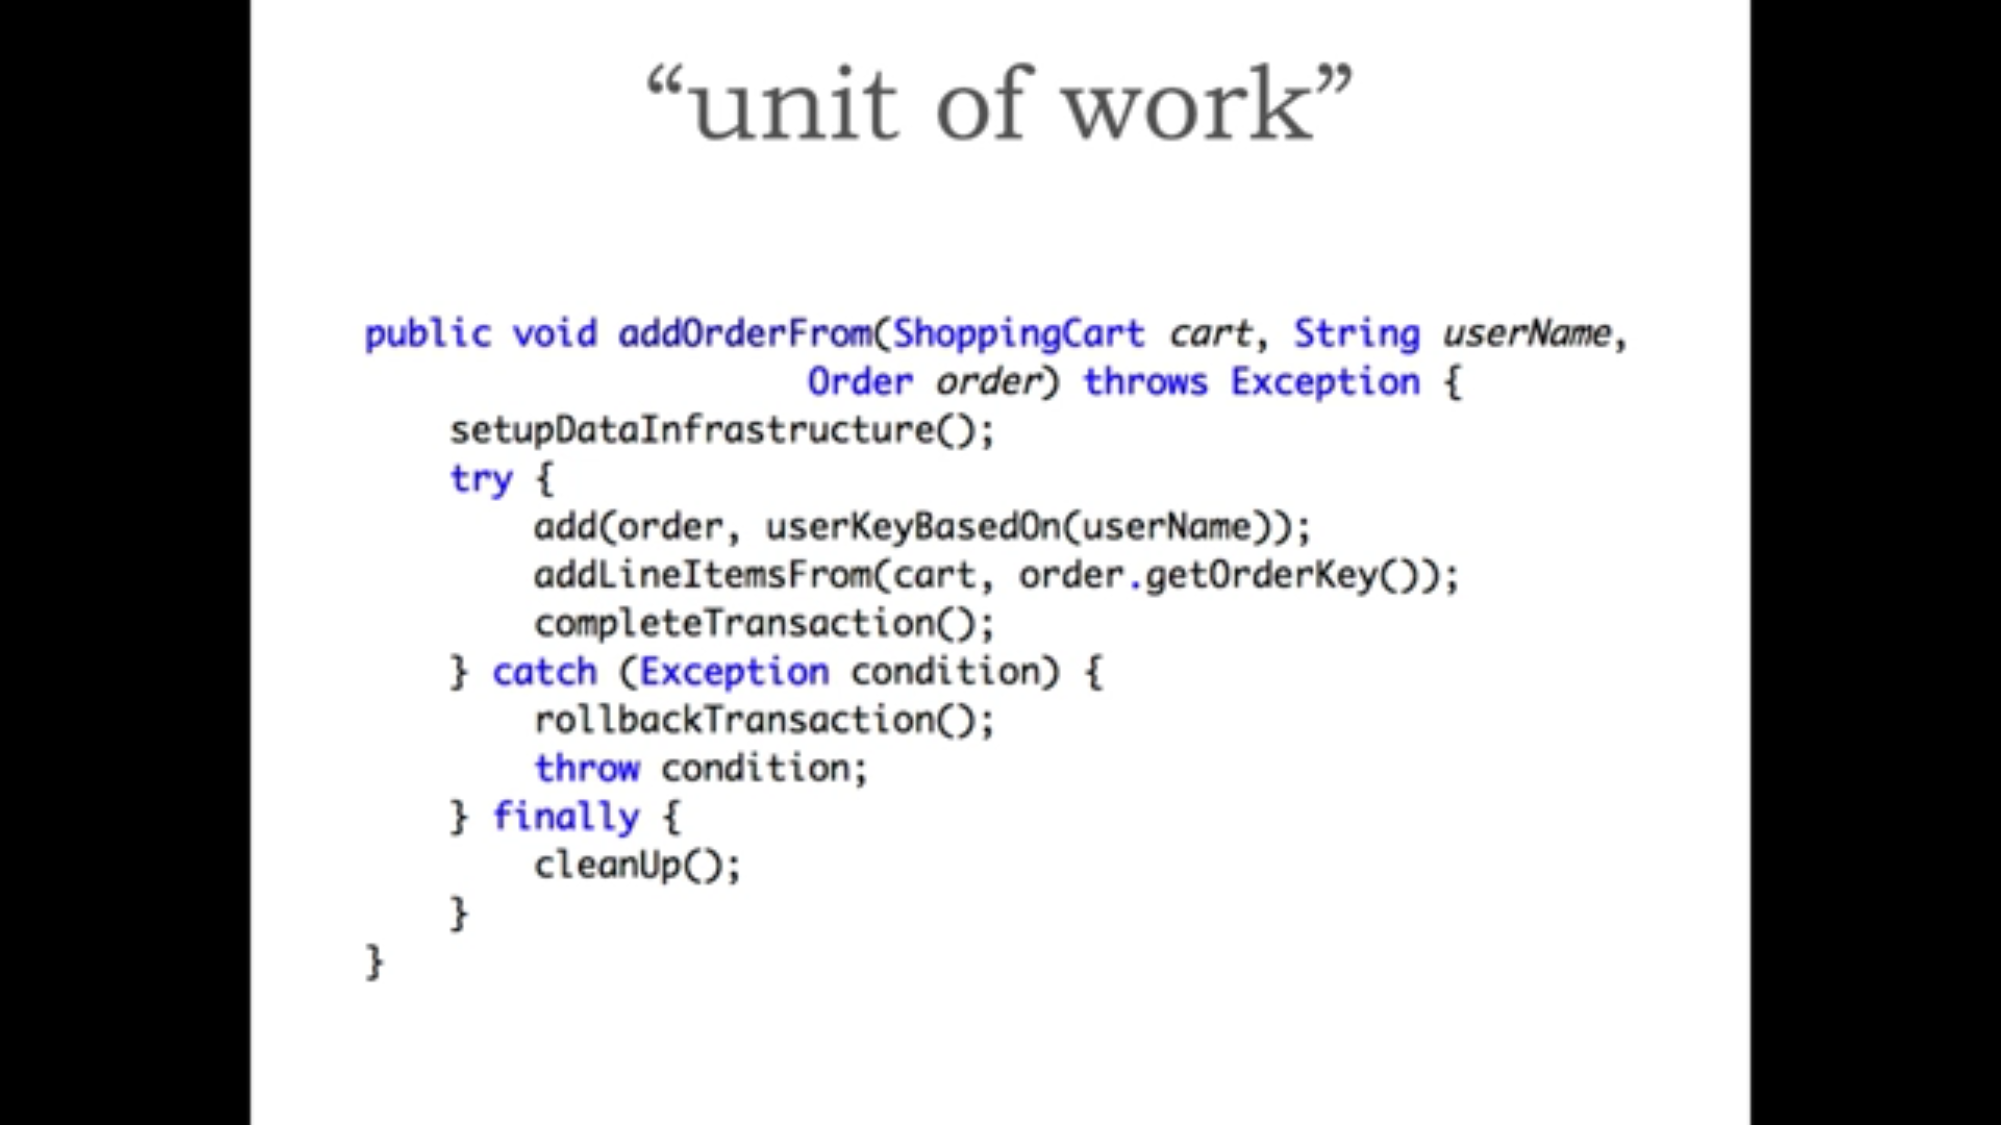 “unit of work”
public void addOrderFrom(ShoppingCart cart, String userName,
Order order) throws Exception {
setupDataInfrastructure();
try {
add(order, userKeyBasedOn(userName));
addLineItemsFrom(cart, order.getOrderKey());
completeTransaction();
} catch (Exception condition) {
rollbackTransaction();
throw condition;
} finally {
cleanUp();
}
}